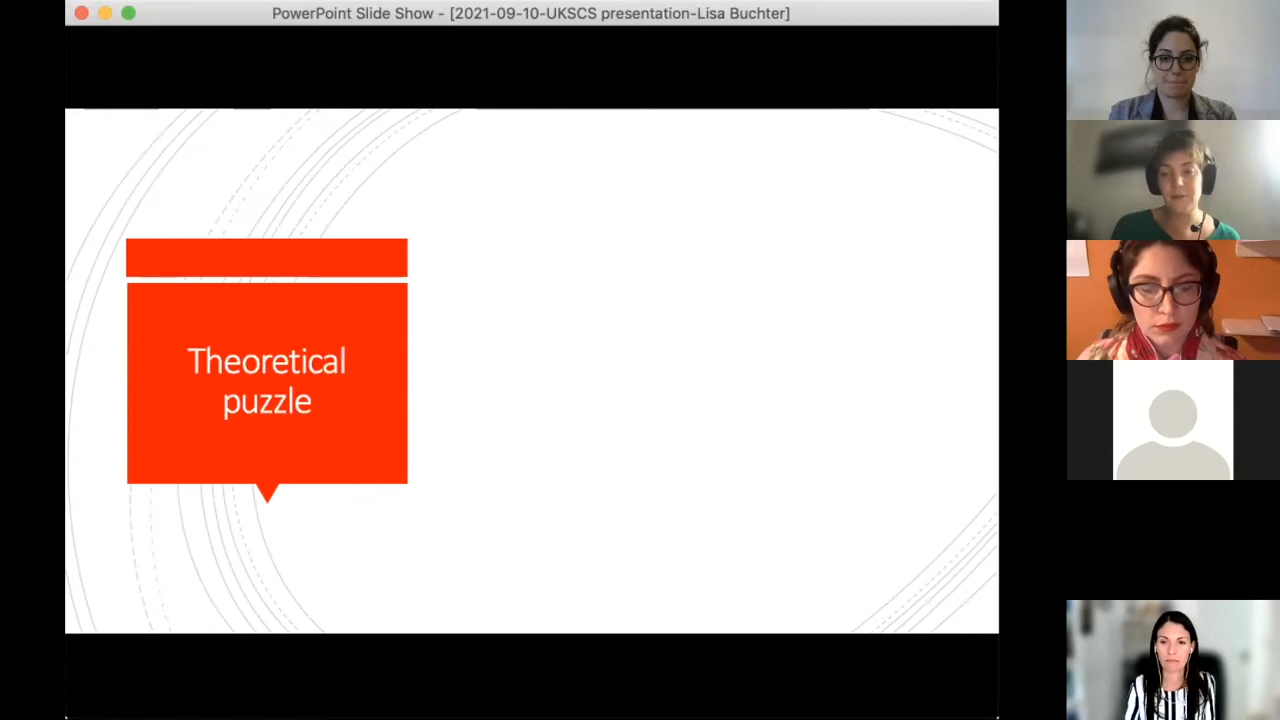 PowerPoint Slide Show - [2021-09-10-UKSCS presentation-Lisa Buchter]
Theoretical
puzzle